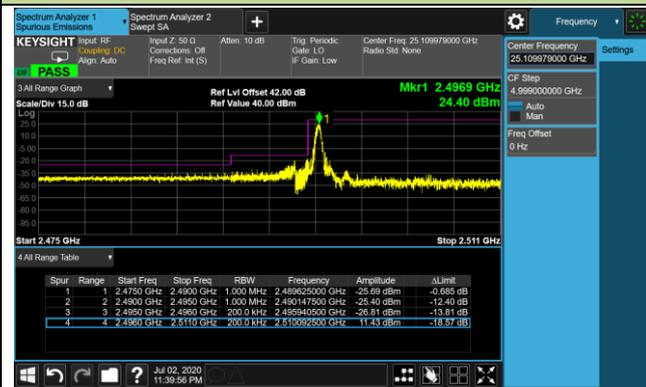 Spectrum Analyzer 1
Spurious Emissions
Spectrum Analyzer 2
Swept SA
+
Frequency
KEYSIGHT
Input: RF
Coupling: DC
Align: Auto
Input Z: 50 Ω
Corrections: Off
Freq Ref: Int (S)
Atten: 10 dB
Trig: Periodic
Gate: LO
IF Gain: Low
Center Freq: 25.109979000 GHz
Radio Std: None
PASS
Center Frequency
25.109979000 GHz
Settings
CF Step
4.999000000 GHz
Auto
Man
Freq Offset
0 Hz
3 All Range Graph
Scale/Div 15.0 dB
Ref Lvl Offset 42.00 dB
Ref Value 40.00 dBm
Mkr1 2.4969 GHz
24.40 dBm
Log
25.0
10.0
-5.00
-20.0
-35.0
-50.0
-65.0
-80.0
-95.0
1
Start 2.475 GHz
Stop 2.511 GHz
4 All Range Table
Spur Range Start Freq Stop Freq RBW Frequency Amplitude ΔLimit
1 1 2.4750 GHz 2.4900 GHz 1.000 MHz 2.489625000 GHz -25.69 dBm -0.685 dB
2 2 2.4900 GHz 2.4950 GHz 1.000 MHz 2.490147500 GHz -25.40 dBm -12.40 dB
3 3 2.4950 GHz 2.4960 GHz 200.0 kHz 2.495940500 GHz -26.81 dBm -13.81 dB
4 4 2.4960 GHz 2.5110 GHz 200.0 kHz 2.510092500 GHz 11.43 dBm -18.57 dB
?
Jul 02, 2020
11:39:56 PM